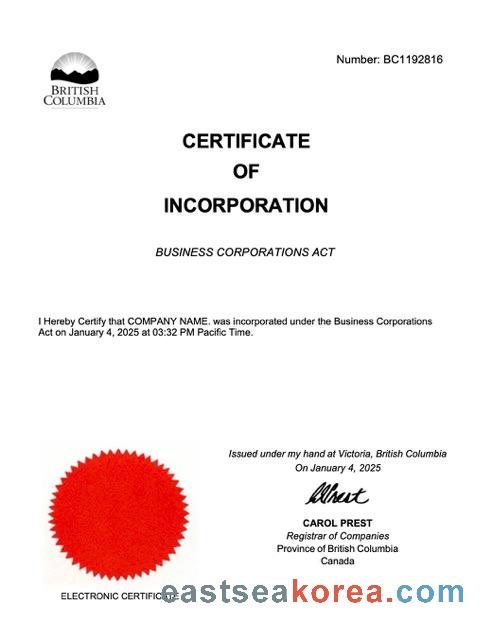 Number: BC1192816
BRITISH
COLUMBIA
CERTIFICATE
OF
INCORPORATION
BUSINESS CORPORATIONS ACT
I Hereby Certify that COMPANY NAME. was incorporated under the Business Corporations
Act on January 4, 2025 at 03:32 PM Pacific Time.
Issued under my hand at Victoria, British Columbia
On January 4, 2025
CAROL PREST
Registrar of Companies
Province of British Columbia
Canada
ELECTRONIC CERTIFICATE
eastseakorea.com